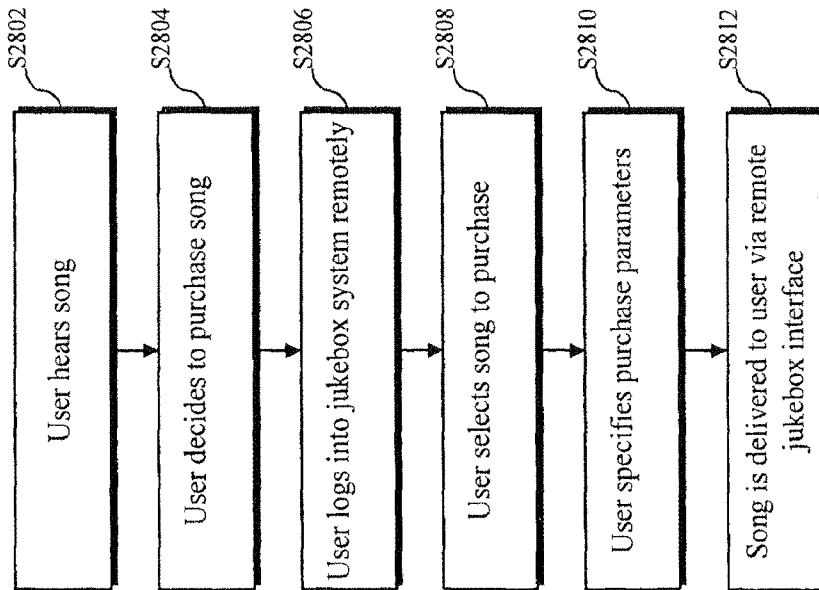 S2802
User hears song
S2804
User decides to purchase song
S2806
User logs into jukebox system remotely
S2808
User selects song to purchase
S2810
User specifies purchase parameters
S2812
Song is delivered to user via remote
jukebox interface